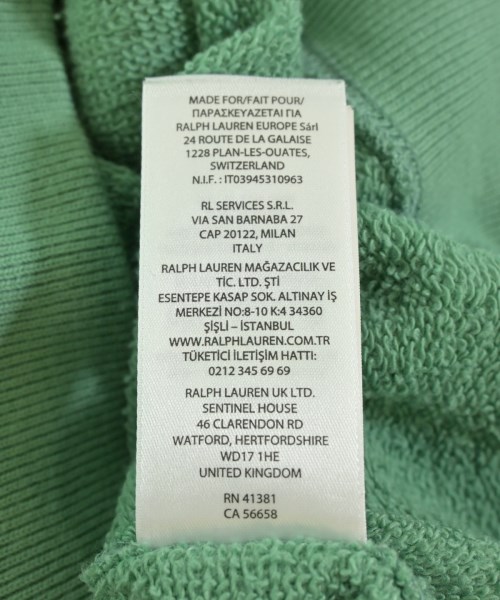 MADE FOR/FAIT POUR/
ΠΑΡΑΣΚΕΥΑΖΕΤΑΙ ΓΙΑ
RALPH LAUREN EUROPE Sárl
24 ROUTE DE LA GALAISE
1228 PLAN-LES-OUATES,
SWITZERLAND
N.I.F. : IT03945310963
RL SERVICES S.R.L.
VIA SAN BARNABA 27
CAP 20122, MILAN
ITALY
RALPH LAUREN MAĞAZACILIK VE
TİC. LTD. ŞTİ
ESENTEPE KASAP SOK. ALTINAY İŞ
MERKEZİ NO:8-10 K:4 34360
ŞİŞLİ – İSTANBUL
WWW.RALPHLAUREN.COM.TR
TÜKETİCİ İLETİŞİM HATTI:
0212 345 69 69
RALPH LAUREN UK LTD.
SENTINEL HOUSE
46 CLARENDON RD
WATFORD, HERTFORDSHIRE
WD17 1HE
UNITED KINGDOM
RN 41381
CA 56658